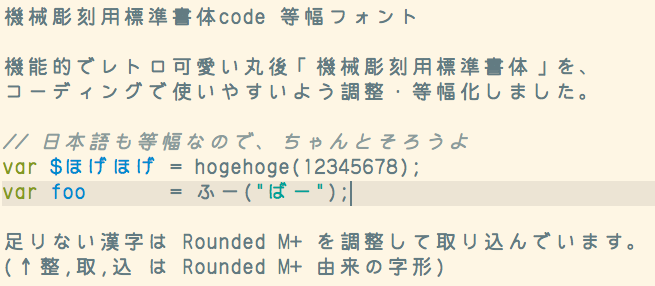 機械彫刻用標準書体code 等幅フォント
機能的でレトロ可愛い丸後「機械彫刻用標準書体」を、
コーディングで使いやすいよう調整・等幅化しました。
// 日本語も等幅なので、ちゃんとそろうよ
var $ほげほげ = hogehoge(12345678);
var foo      = ふー("ばー");
足りない漢字は Rounded M+ を調整して取り込んでいます。
(↑整,取,込 は Rounded M+ 由来の字形)